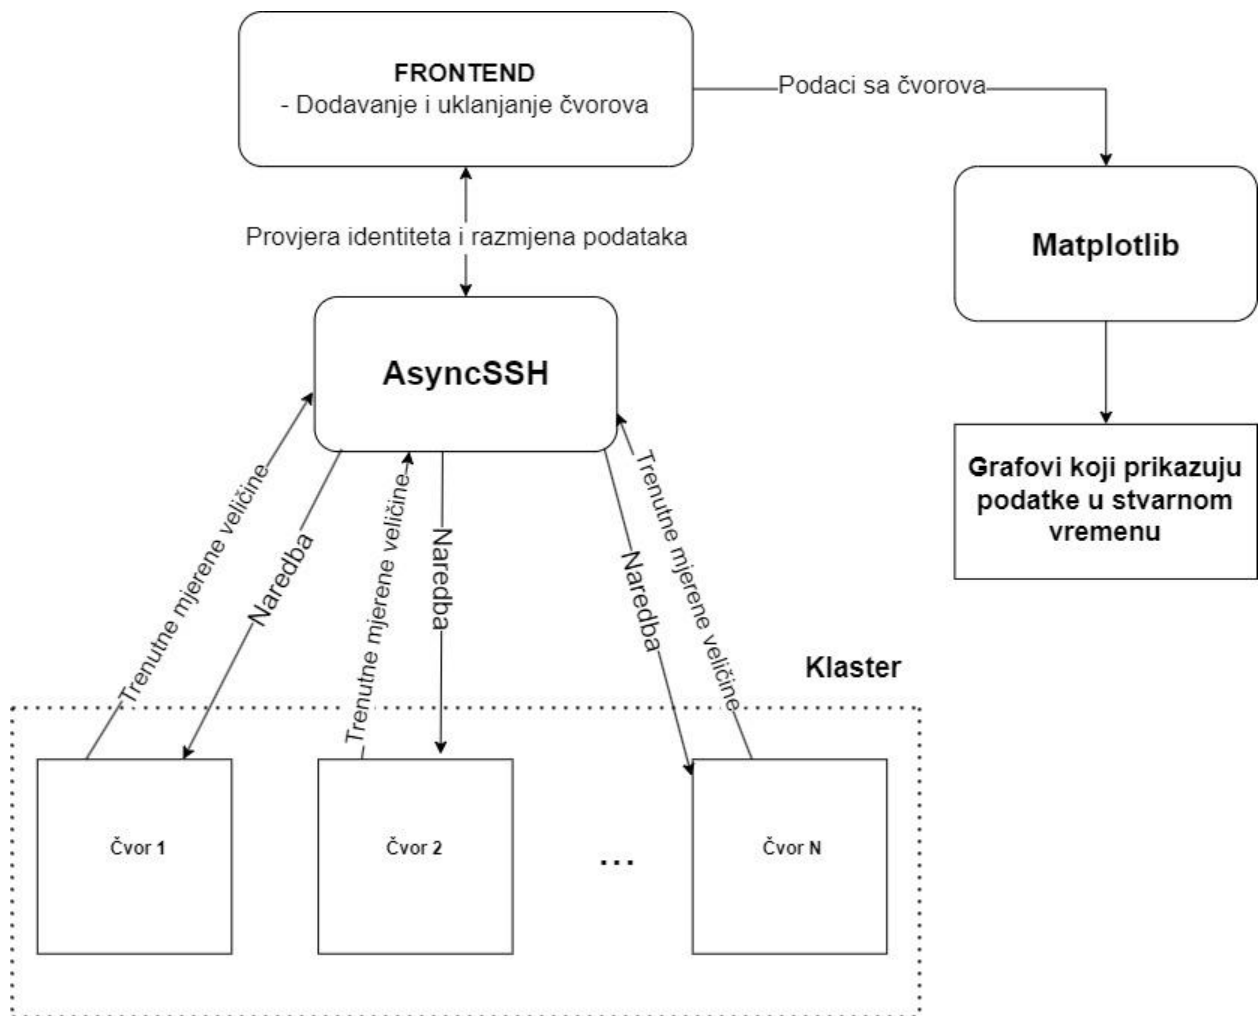 FRONTEND
- Dodavanje i uklanjanje čvorova
Podaci sa čvorova
Provjera identiteta i razmjena podataka
Matplotlib
AsyncSSH
Grafovi koji prikazuju
podatke u stvarnom
vremenu
Trenutne mjerene veličine
Naredba
Trenutne mjerene veličine
Naredba
Naredba
Trenutne mjerene veličine
Klaster
Čvor 1
Čvor 2
...
Čvor N